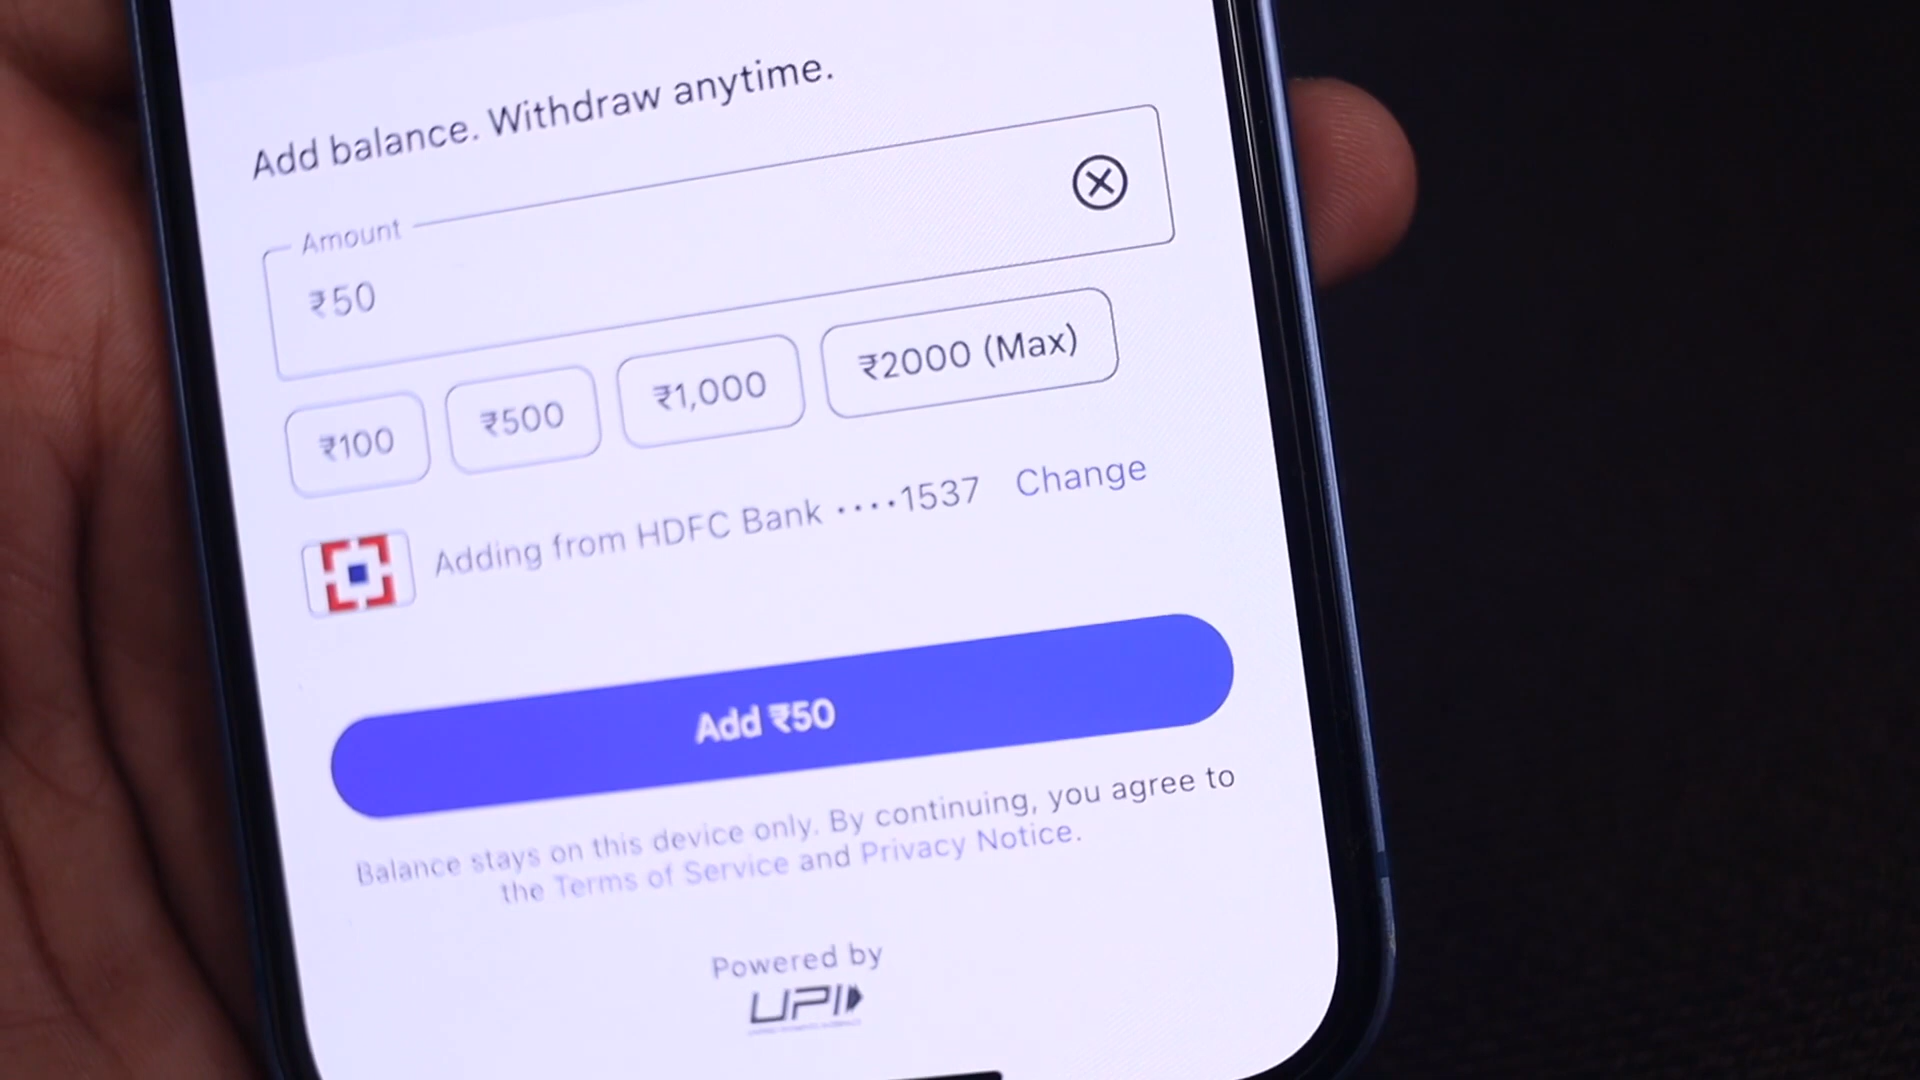 Add balance. Withdraw anytime.
Amount
₹50
₹100 ₹500 ₹1,000 ₹2000 (Max)
Adding from HDFC Bank ····1537 Change
Add ₹50
Balance stays on this device only. By continuing, you agree to
the Terms of Service and Privacy Notice.
Powered by
UPI